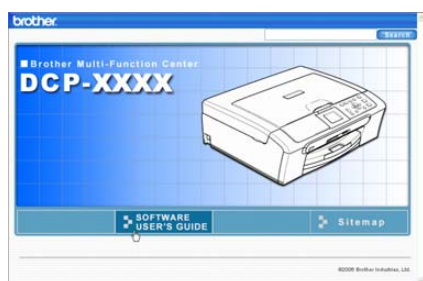 brother.
Search
Brother Multi-Function Center
DCP-XXXX
SOFTWARE
USER'S GUIDE
Sitemap
©2006 Brother Industries, Ltd.